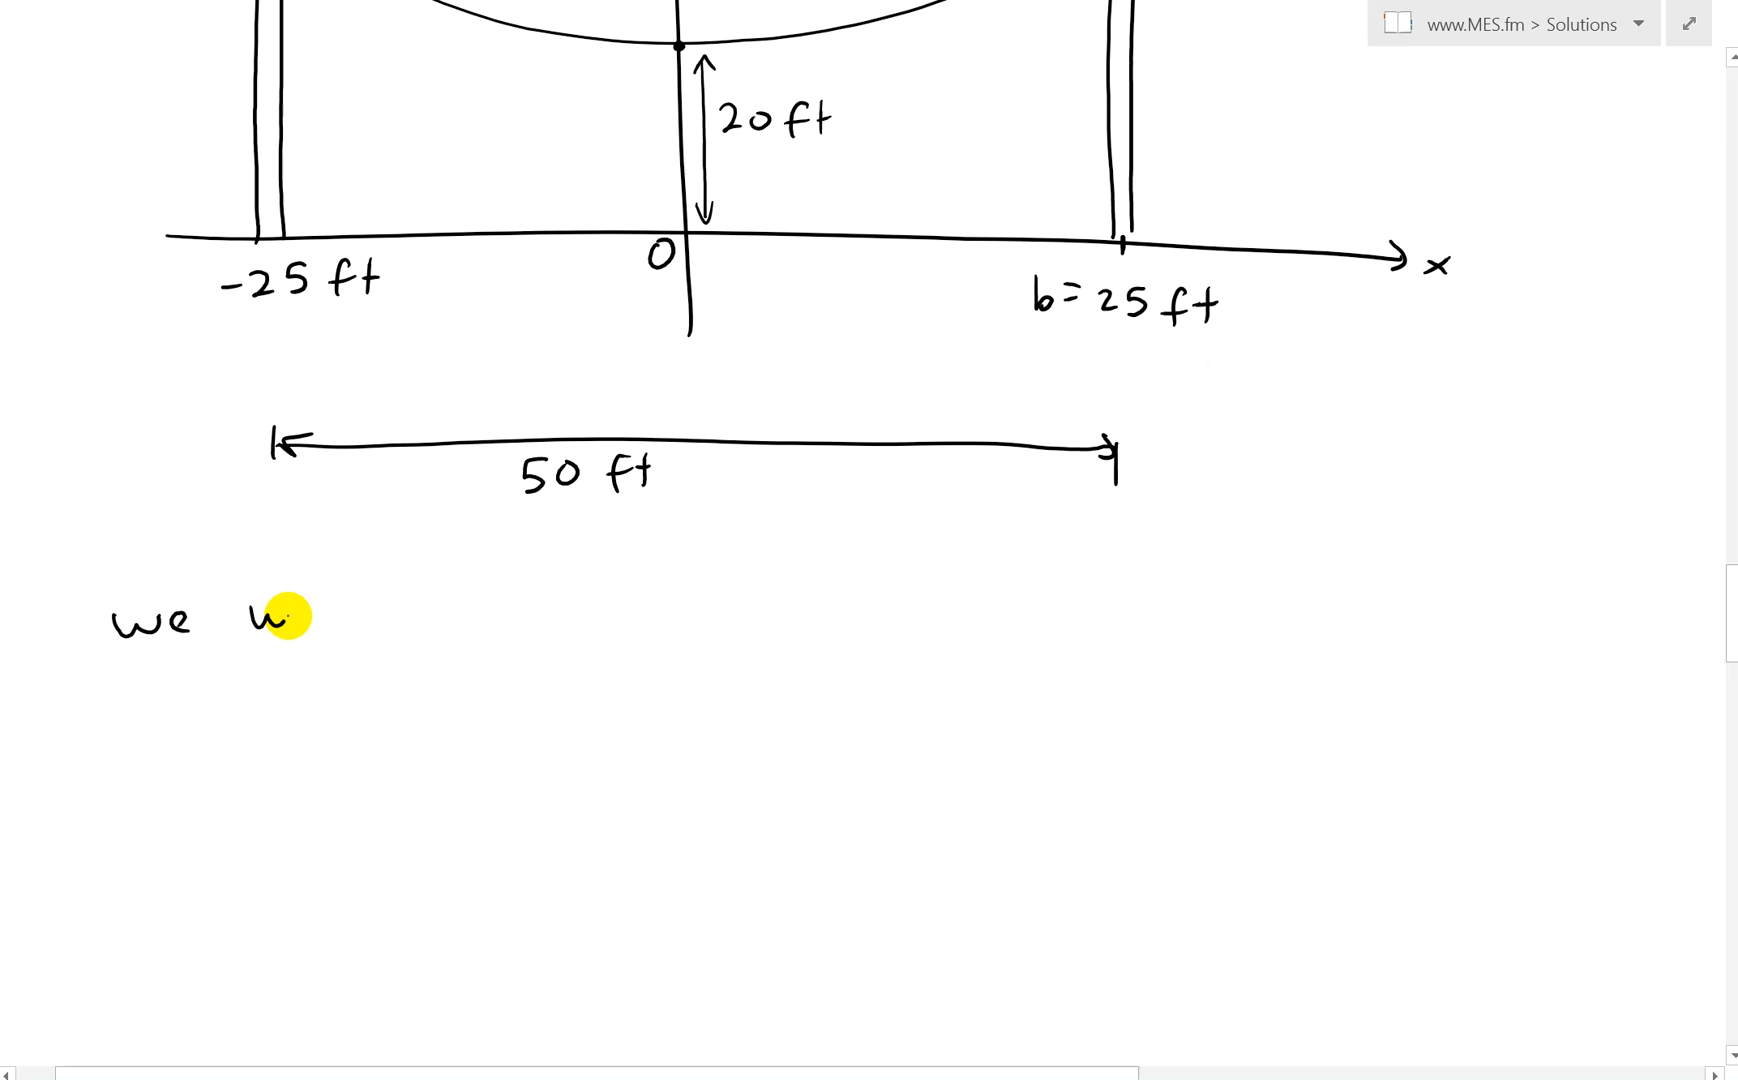 www.MES.fm > Solutions
20 ft
0
x
-25 ft
b = 25 ft
50 ft
we